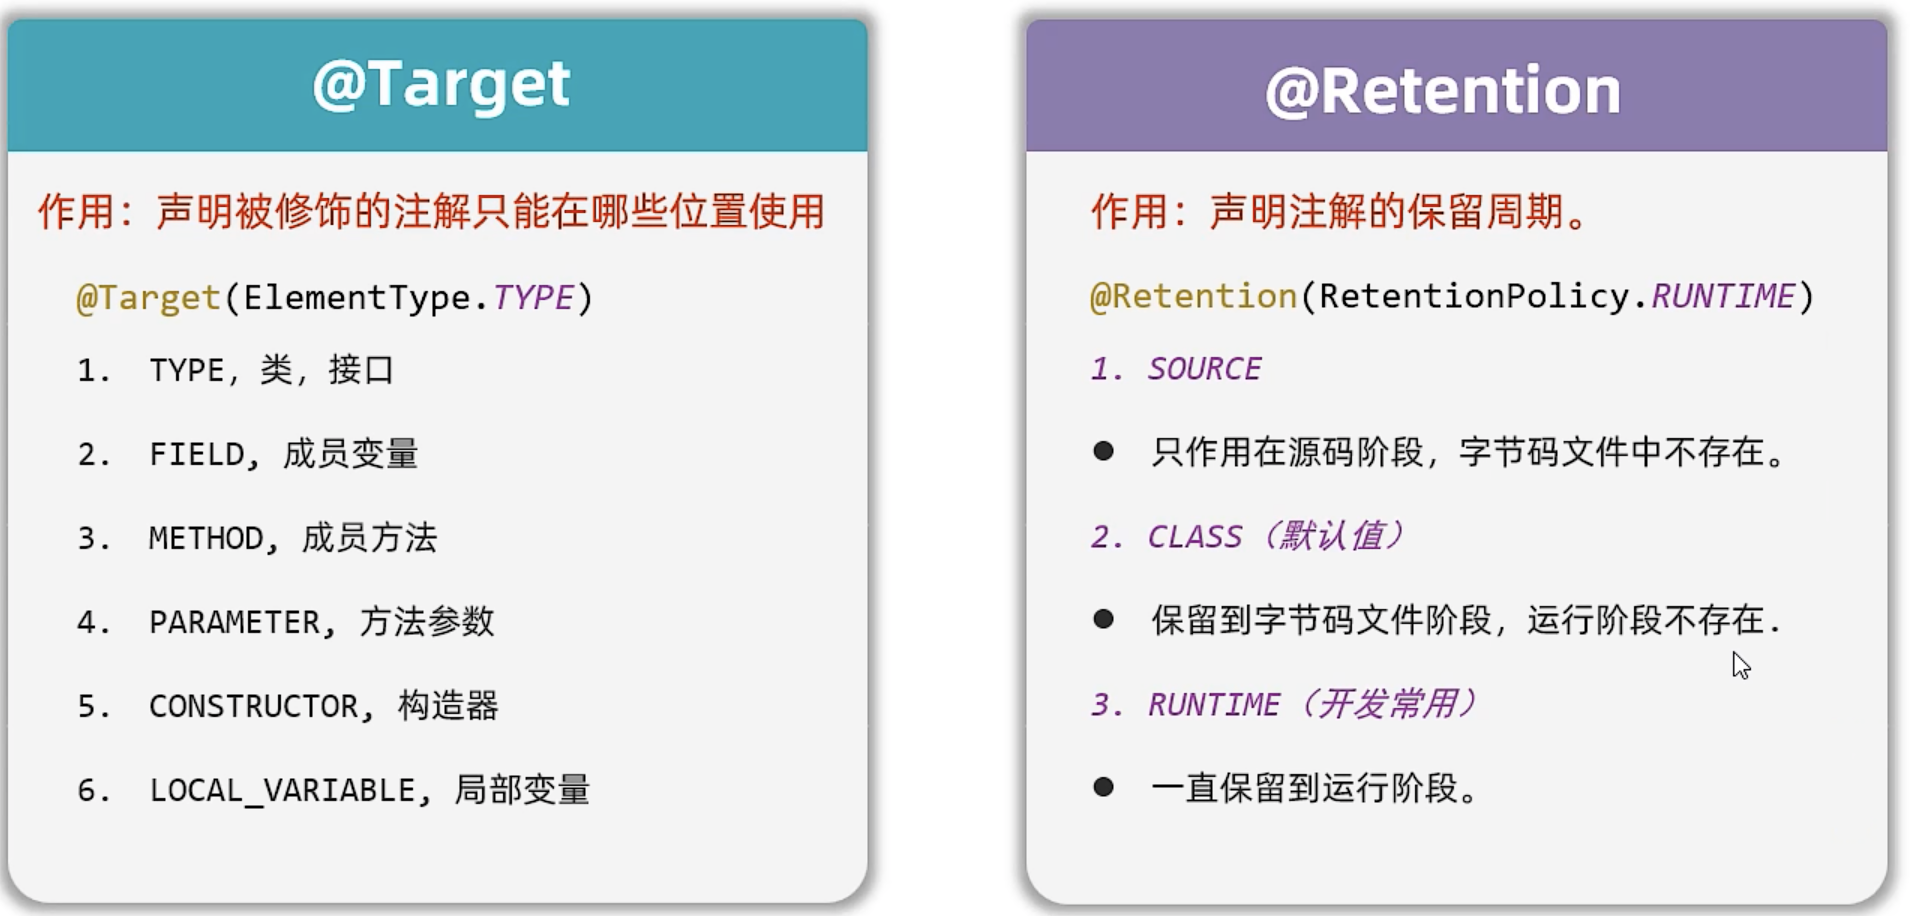 @Target
作用：声明被修饰的注解只能在哪些位置使用
@Target(ElementType.TYPE)
1. TYPE，类，接口
2. FIELD, 成员变量
3. METHOD, 成员方法
4. PARAMETER, 方法参数
5. CONSTRUCTOR, 构造器
6. LOCAL_VARIABLE, 局部变量
@Retention
作用：声明注解的保留周期。
@Retention(RetentionPolicy.RUNTIME)
1. SOURCE
● 只作用在源码阶段，字节码文件中不存在。
2. CLASS（默认值）
● 保留到字节码文件阶段，运行阶段不存在.
3. RUNTIME（开发常用）
● 一直保留到运行阶段。